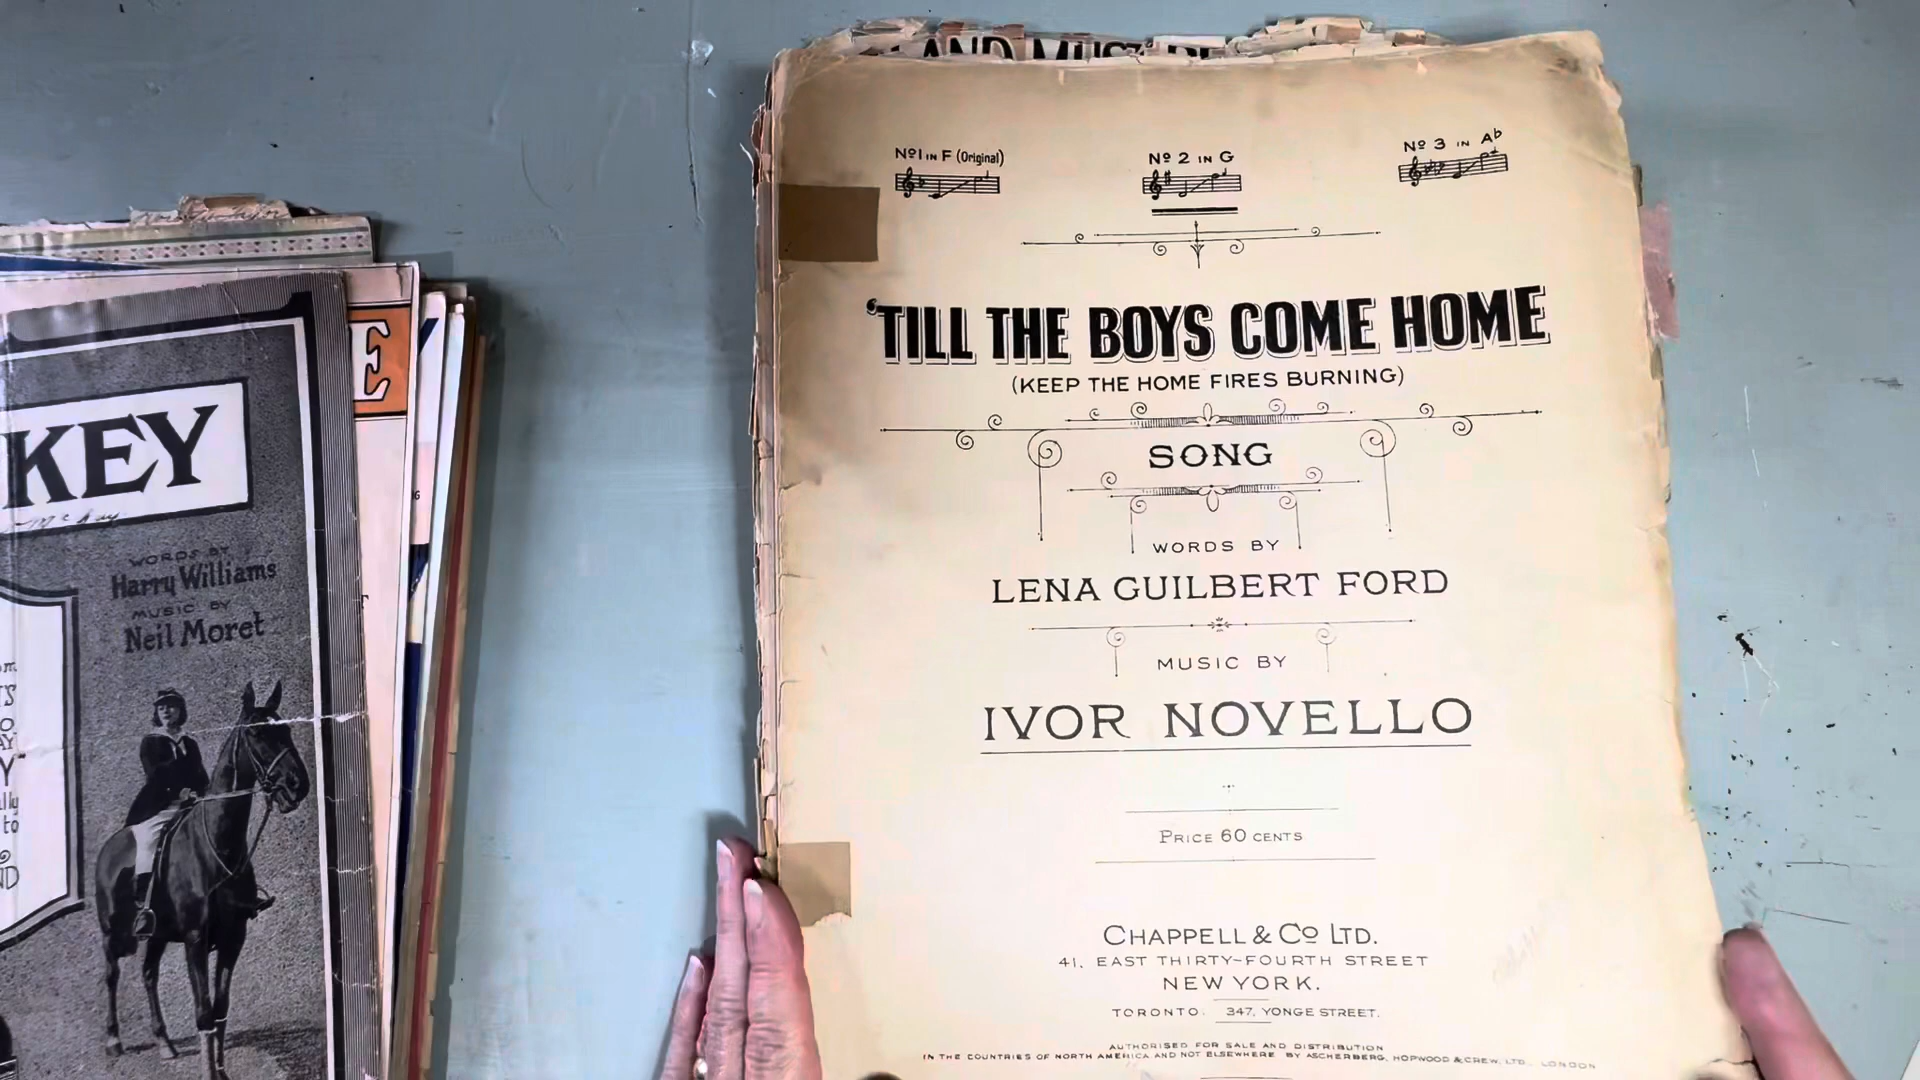 LAND MUST BE
No 1 IN F (Original)
No 2 IN G
No 3 IN Ab
'TILL THE BOYS COME HOME
(KEEP THE HOME FIRES BURNING)
SONG
WORDS BY
LENA GUILBERT FORD
MUSIC BY
IVOR NOVELLO
PRICE 60 CENTS
CHAPPELL & Co LTD.
41, EAST THIRTY-FOURTH STREET
NEW YORK.
TORONTO. 347, YONGE STREET.
AUTHORISED FOR SALE AND DISTRIBUTION
IN THE COUNTRIES OF NORTH AMERICA AND NOT ELSEWHERE BY ASCHERBERG, HOPWOOD & CREW, LTD., LONDON
E
KEY
WORDS BY
Harry Williams
MUSIC BY
Neil Moret
to